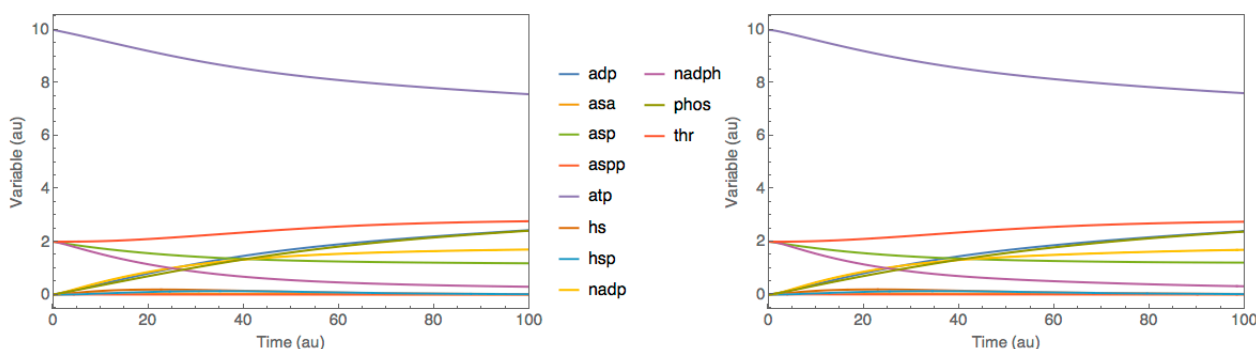 10
8
6
4
2
0
Variable (au)
0 20 40 60 80 100
Time (au)
adp
asa
asp
aspp
atp
hs
hsp
nadp
nadph
phos
thr
10
8
6
4
2
0
Variable (au)
0 20 40 60 80 100
Time (au)